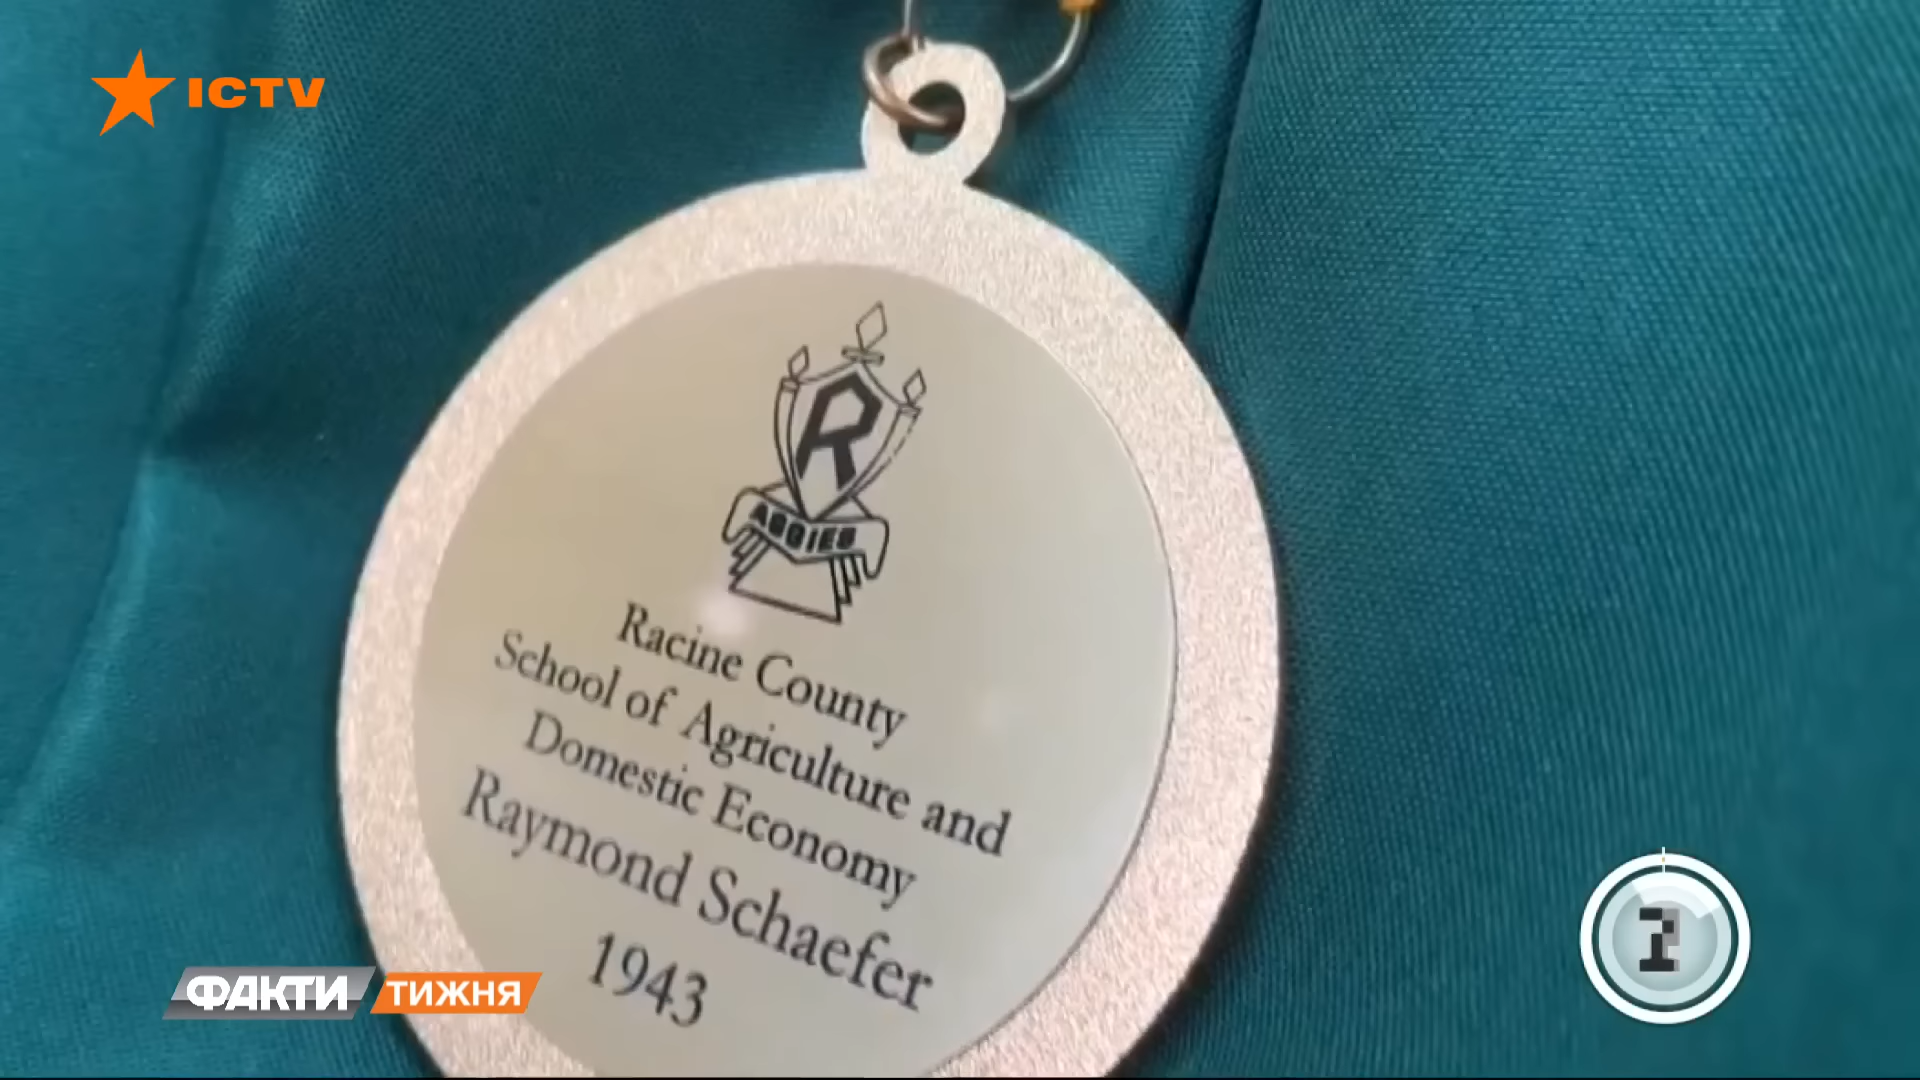 ICTV
R
AGGIES
Racine County
School of Agriculture and
Domestic Economy
Raymond Schaefer
1943
ФАКТИ ТИЖНЯ